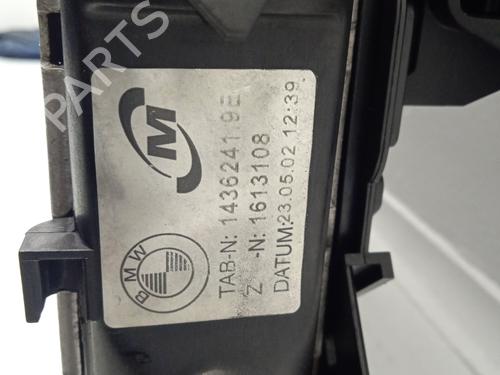 M
BMW
TAB-N: 1436241.9E
Z -N: 1613108
DATUM:23.05.02 12:39
PARTS